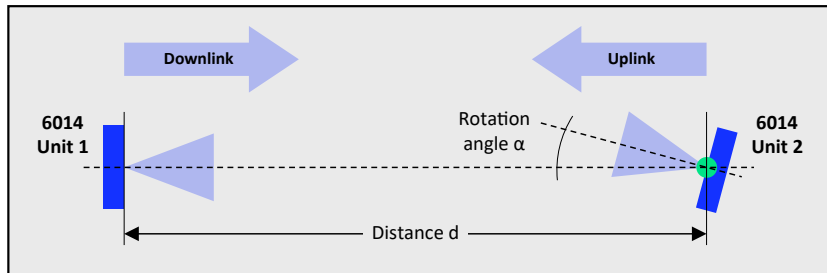 Downlink
Uplink
6014
Unit 1
Rotation
angle α
6014
Unit 2
Distance d